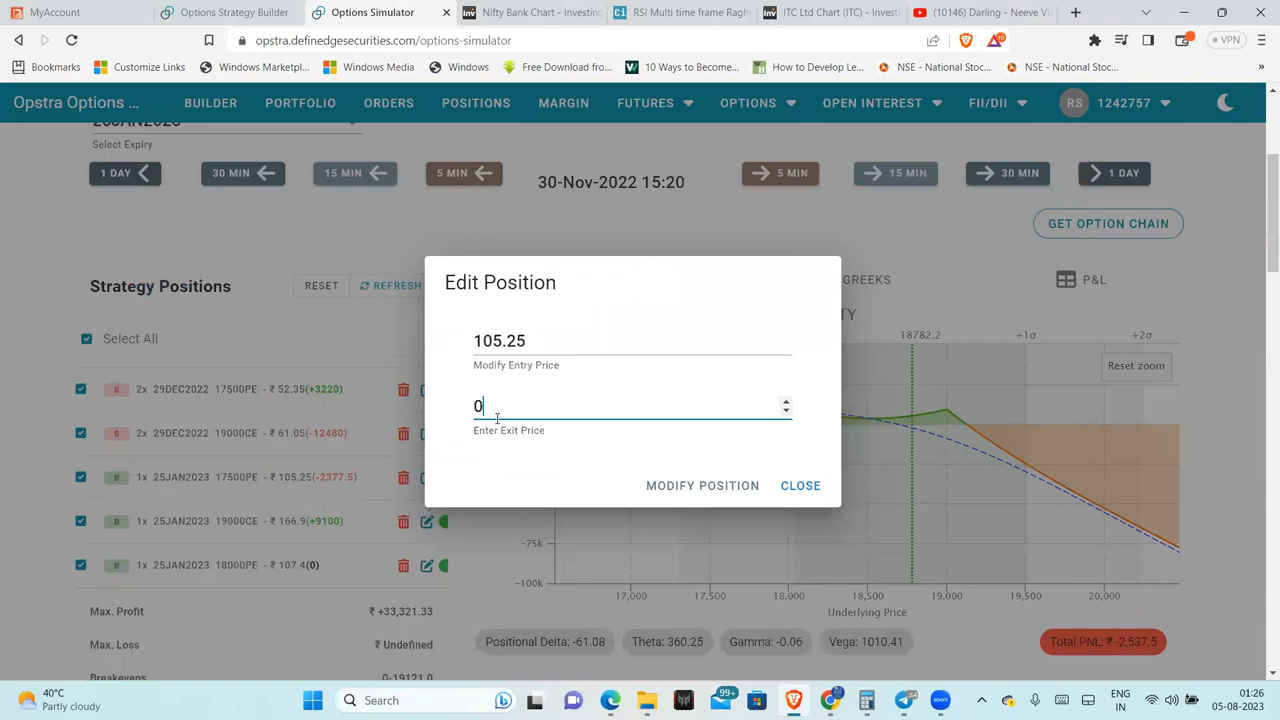 MyAccount
Options Strategy Builder
Options Simulator
Nifty Bank Chart - Investing
RSI Multi time frame Ragh
ITC Ltd Chart (ITC) - Investi
(10146) Darling - Neeve Vi
opstra.definedgesecurities.com/options-simulator
10
VPN
Bookmarks
Customize Links
Windows Marketpl...
Windows Media
Windows
Free Download fro...
10 Ways to Become...
How to Develop Le...
NSE - National Stoc...
NSE - National Stoc...
»
Opstra Options ...
BUILDER
PORTFOLIO
ORDERS
POSITIONS
MARGIN
FUTURES
OPTIONS
OPEN INTEREST
FII/DII
RS
1242757
Select Expiry
1 DAY
30 MIN
15 MIN
5 MIN
30-Nov-2022 15:20
5 MIN
15 MIN
30 MIN
1 DAY
GET OPTION CHAIN
Strategy Positions
RESET
REFRESH
GREEKS
P&L
Select All
18782.2
+1σ
+2σ
Reset zoom
S 2x 29DEC2022 17500PE - ₹ 52.35(+3220)
S 2x 29DEC2022 19000CE - ₹ 61.05(-12480)
B 1x 25JAN2023 17500PE - ₹ 105.25(-2377.5)
B 1x 25JAN2023 19000CE - ₹ 166.9(+9100)
B 1x 25JAN2023 18000PE - ₹ 107.4(0)
Edit Position
105.25
Modify Entry Price
0
Enter Exit Price
MODIFY POSITION
CLOSE
-75k
-100k
17,000
17,500
18,000
18,500
19,000
19,500
20,000
Underlying Price
Max. Profit
₹ +33,321.33
Max. Loss
₹ Undefined
Breakevens
0-19121.0
Positional Delta: -61.08
Theta: 360.25
Gamma: -0.06
Vega: 1010.41
Total PNL: ₹ -2,537.5
40°C
Partly cloudy
Search
99+
64
zoom
ENG
IN
01:26
05-08-2023